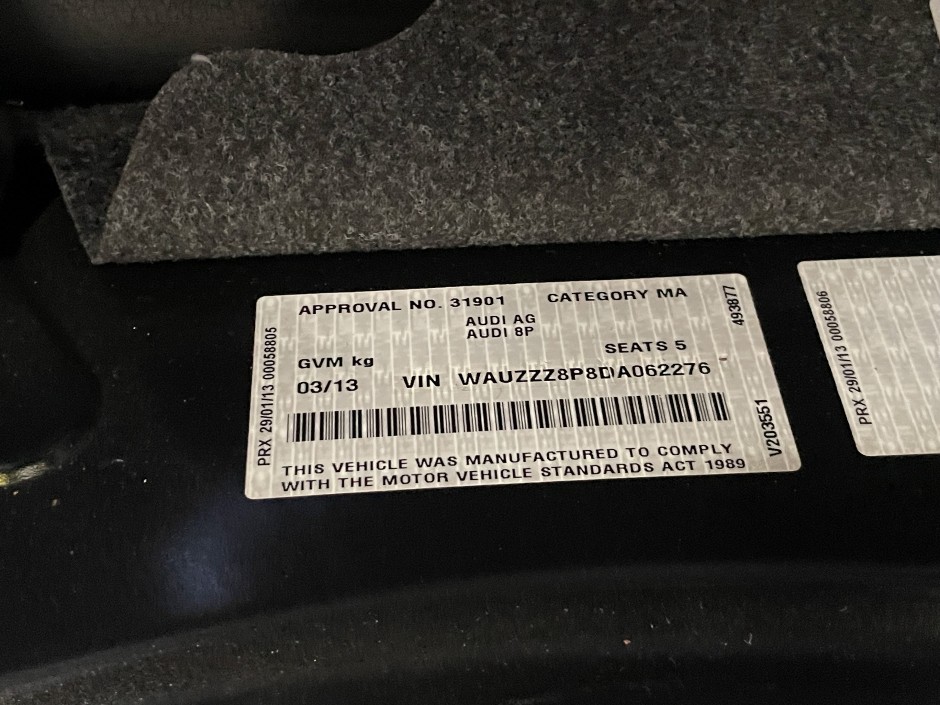 APPROVAL NO. 31901 CATEGORY MA
AUDI AG
AUDI 8P
SEATS 5
GVM kg
03/13 VIN WAUZZZ8P8DA062276
THIS VEHICLE WAS MANUFACTURED TO COMPLY
WITH THE MOTOR VEHICLE STANDARDS ACT 1989
PRX 29/01/13 00058805
493877
V203551
PRX 29/01/13 00058806